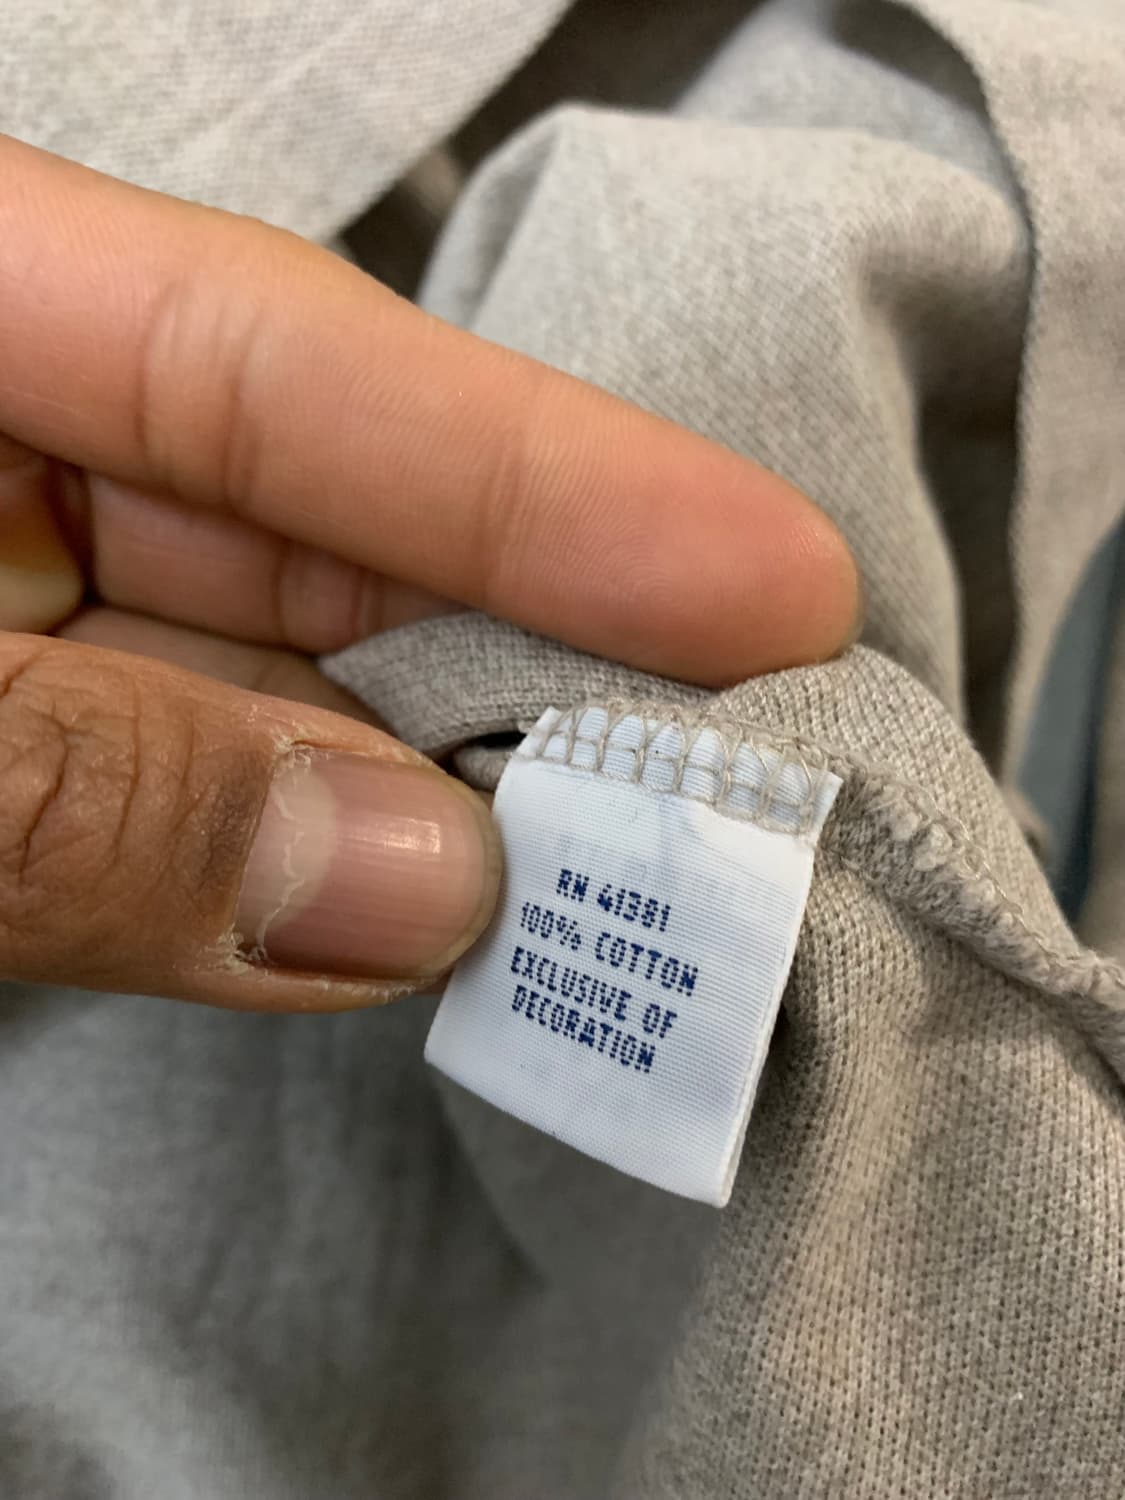 RN 41381
100% COTTON
EXCLUSIVE OF
DECORATION